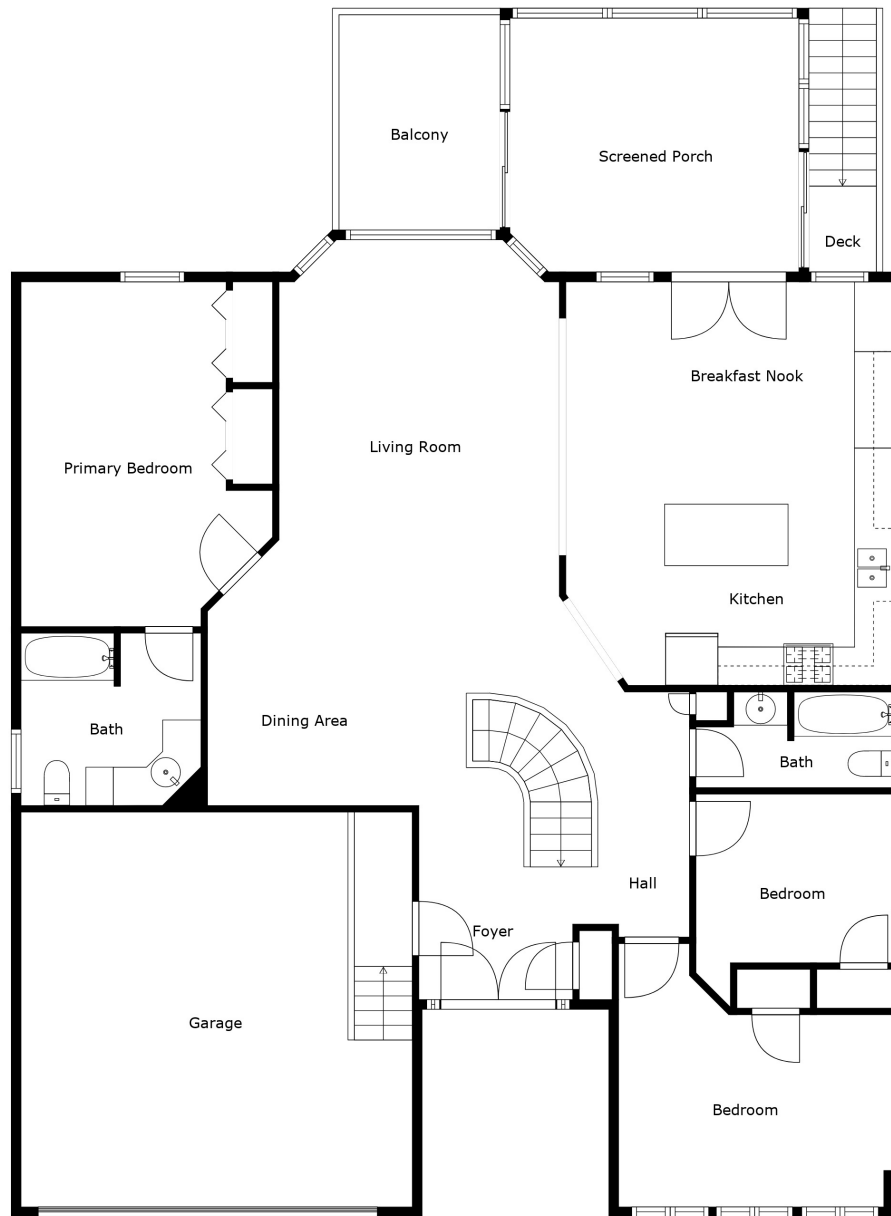 Balcony
Screened Porch
Deck
Breakfast Nook
Living Room
Primary Bedroom
Kitchen
Dining Area
Bath
Bath
Hall
Bedroom
Foyer
Garage
Bedroom